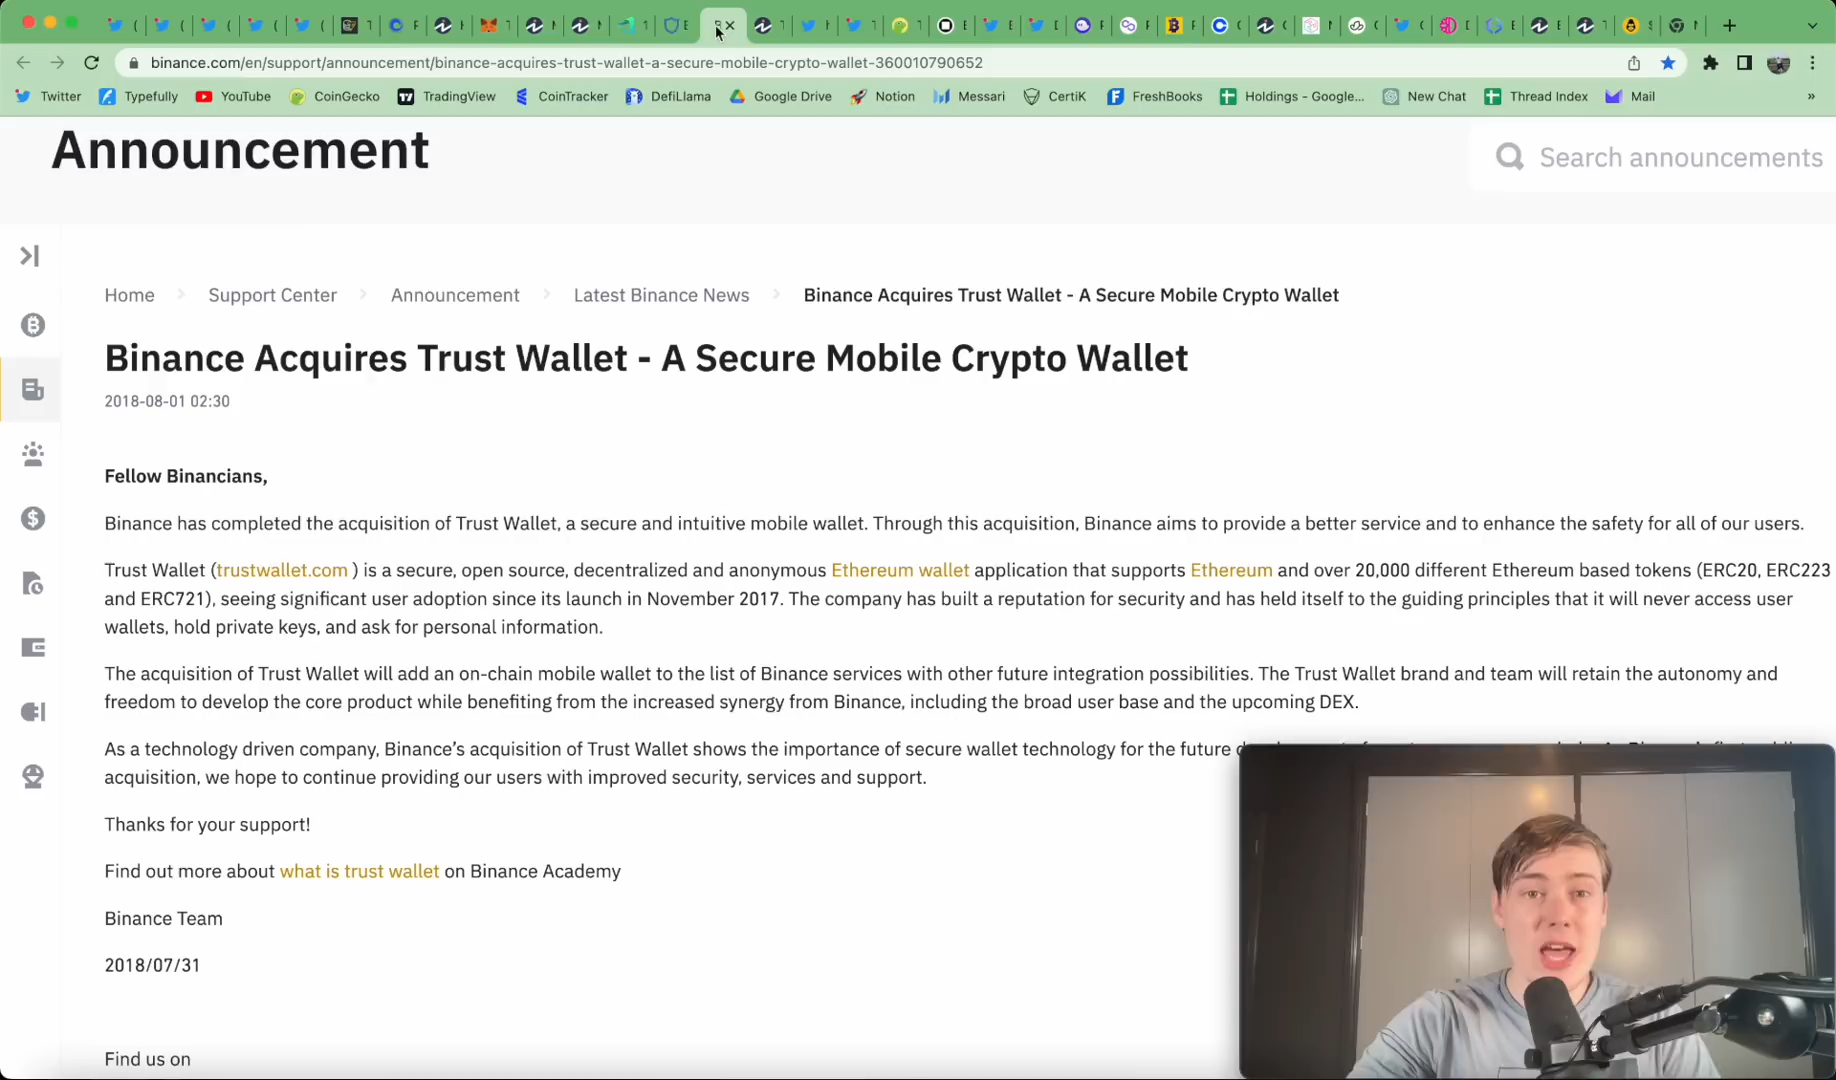 binance.com/en/support/announcement/binance-acquires-trust-wallet-a-secure-mobile-crypto-wallet-360010790652
Twitter Typefully YouTube CoinGecko TradingView CoinTracker DefiLlama Google Drive Notion Messari CertiK FreshBooks Holdings - Google... New Chat Thread Index Mail »
Announcement
Search announcements
Home Support Center Announcement Latest Binance News Binance Acquires Trust Wallet - A Secure Mobile Crypto Wallet
Binance Acquires Trust Wallet - A Secure Mobile Crypto Wallet
2018-08-01 02:30
Fellow Binancians,
Binance has completed the acquisition of Trust Wallet, a secure and intuitive mobile wallet. Through this acquisition, Binance aims to provide a better service and to enhance the safety for all of our users.
Trust Wallet (trustwallet.com ) is a secure, open source, decentralized and anonymous Ethereum wallet application that supports Ethereum and over 20,000 different Ethereum based tokens (ERC20, ERC223
and ERC721), seeing significant user adoption since its launch in November 2017. The company has built a reputation for security and has held itself to the guiding principles that it will never access user
wallets, hold private keys, and ask for personal information.
The acquisition of Trust Wallet will add an on-chain mobile wallet to the list of Binance services with other future integration possibilities. The Trust Wallet brand and team will retain the autonomy and
freedom to develop the core product while benefiting from the increased synergy from Binance, including the broad user base and the upcoming DEX.
As a technology driven company, Binance's acquisition of Trust Wallet shows the importance of secure wallet technology for the future
acquisition, we hope to continue providing our users with improved security, services and support.
Thanks for your support!
Find out more about what is trust wallet on Binance Academy
Binance Team
2018/07/31
Find us on